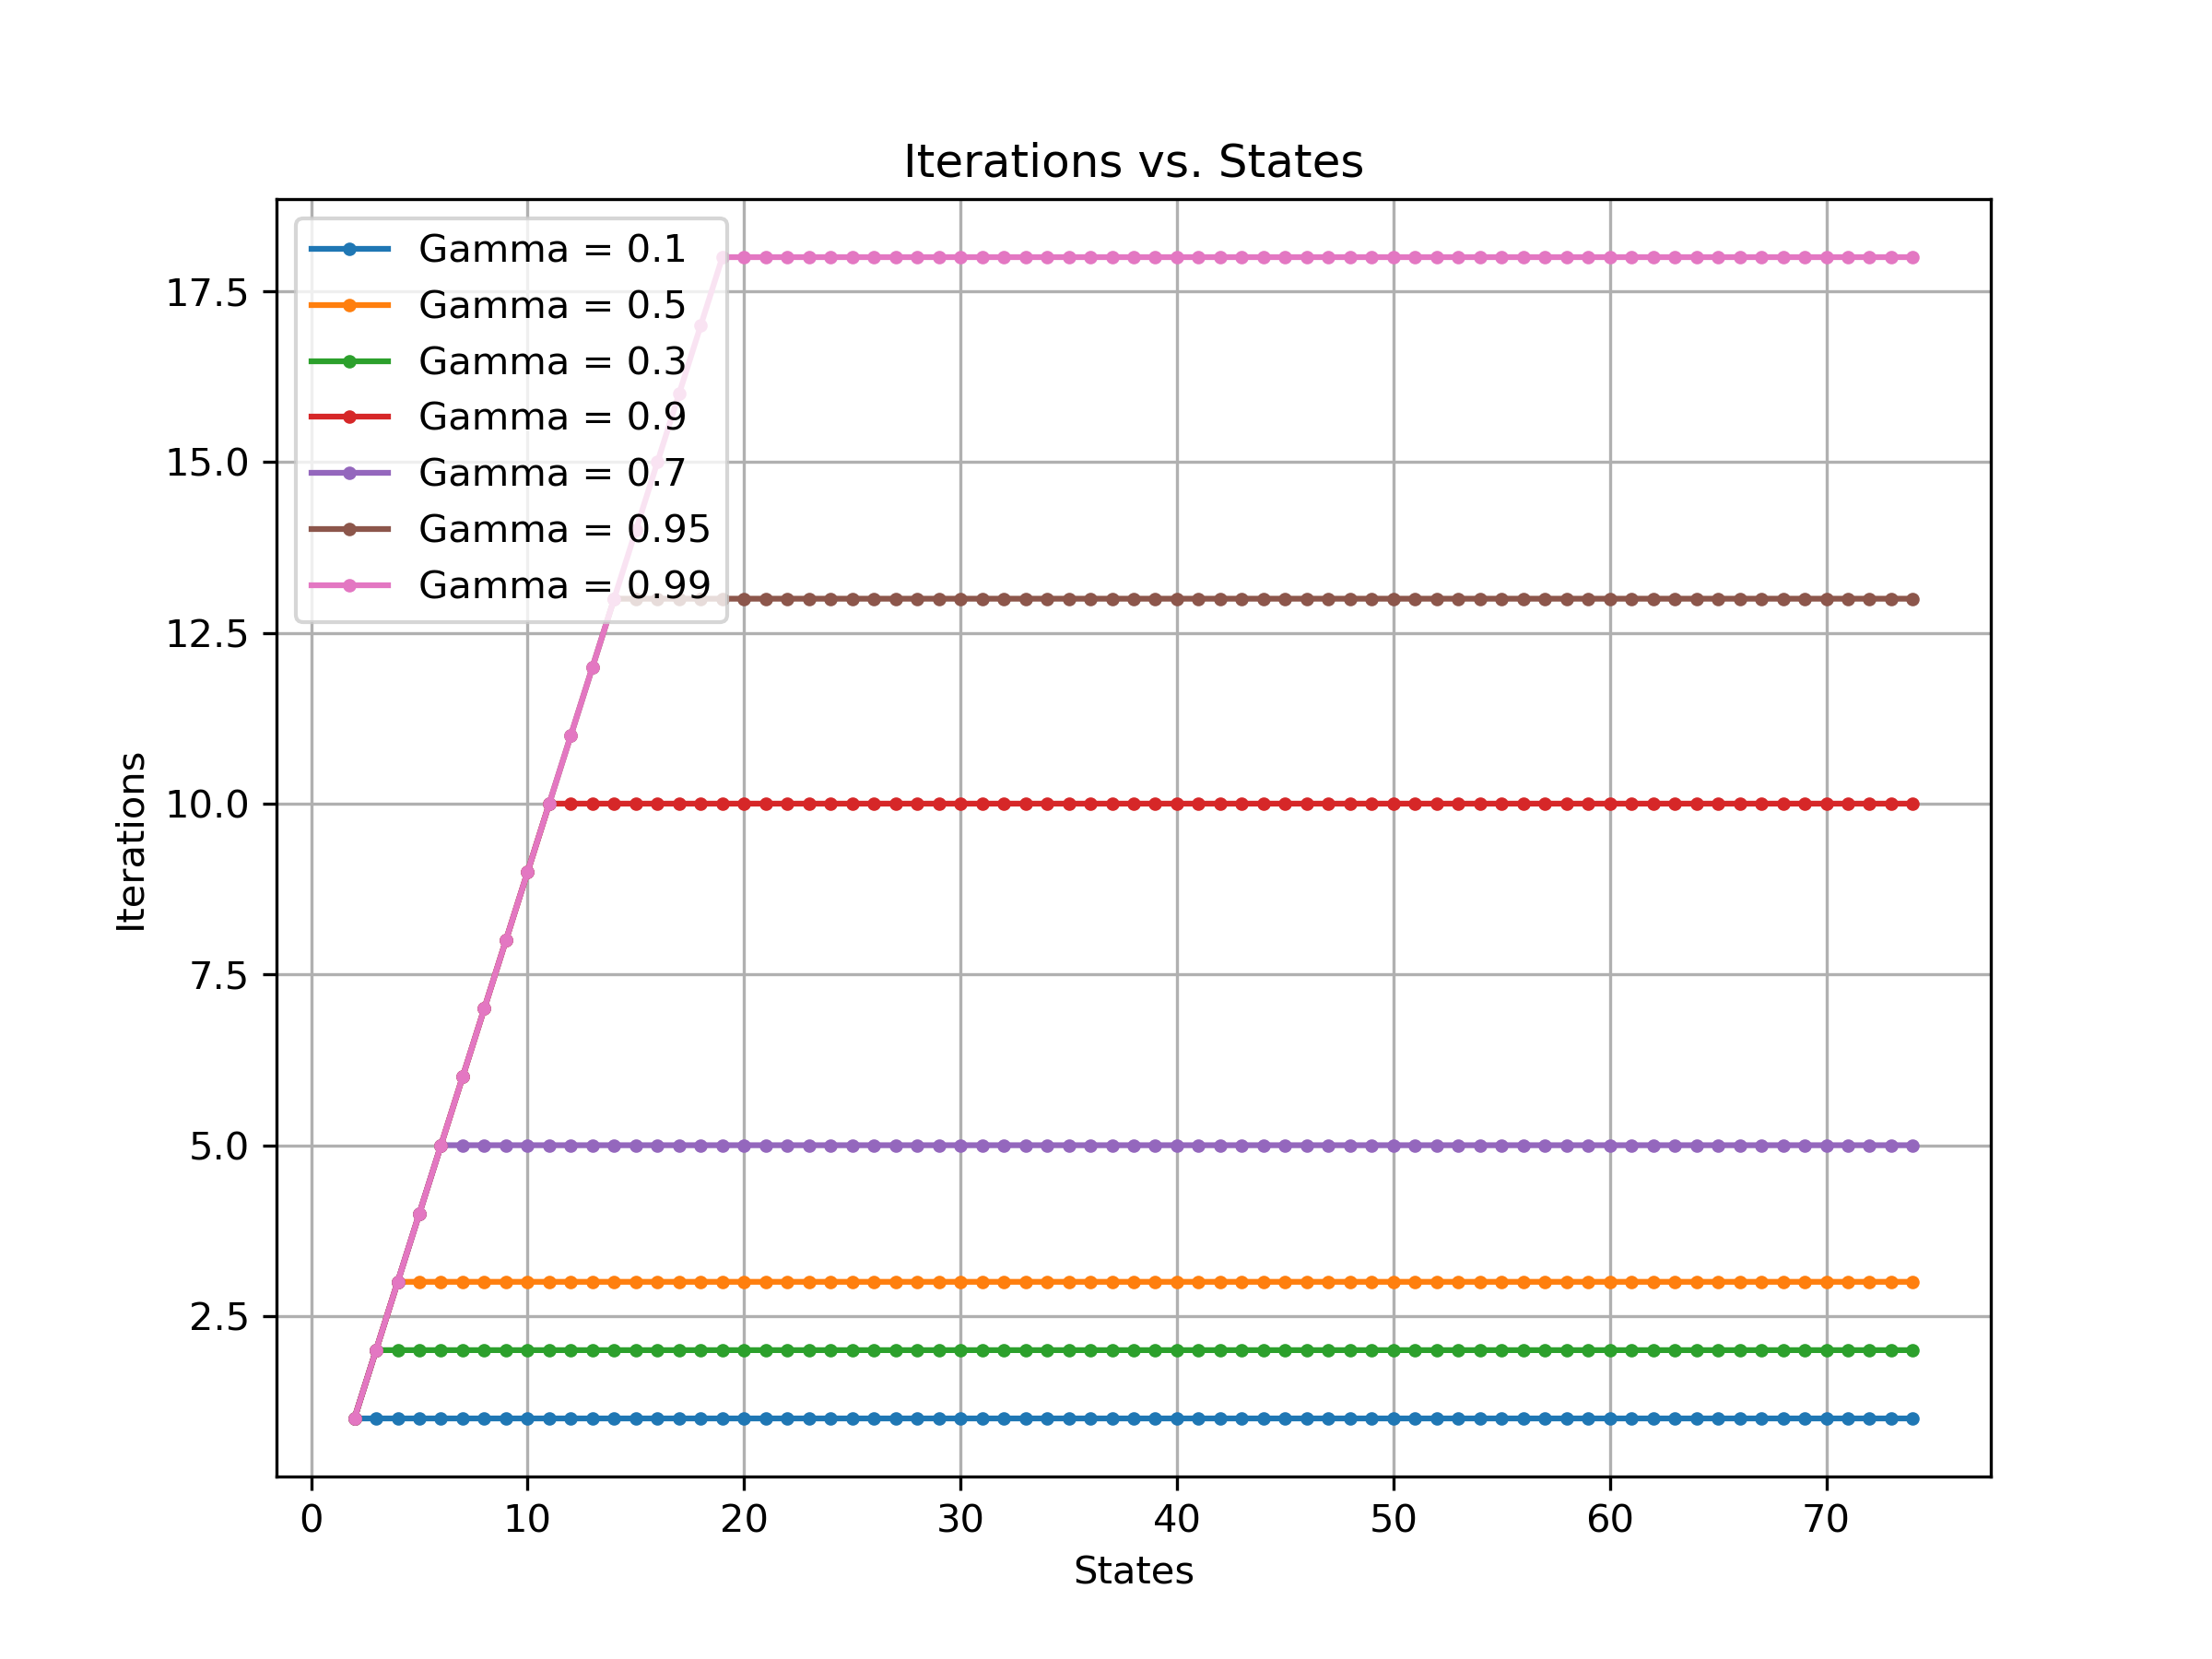 Iterations vs. States
Gamma = 0.1
Gamma = 0.5
Gamma = 0.3
Gamma = 0.9
Gamma = 0.7
Gamma = 0.95
Gamma = 0.99
17.5
15.0
12.5
10.0
7.5
5.0
2.5
Iterations
0 10 20 30 40 50 60 70
States